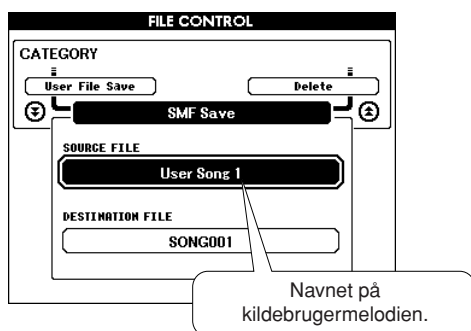 FILE CONTROL
CATEGORY
User File Save
Delete
SMF Save
SOURCE FILE
User Song 1
DESTINATION FILE
SONG001
Navnet på
kildebrugermelodien.